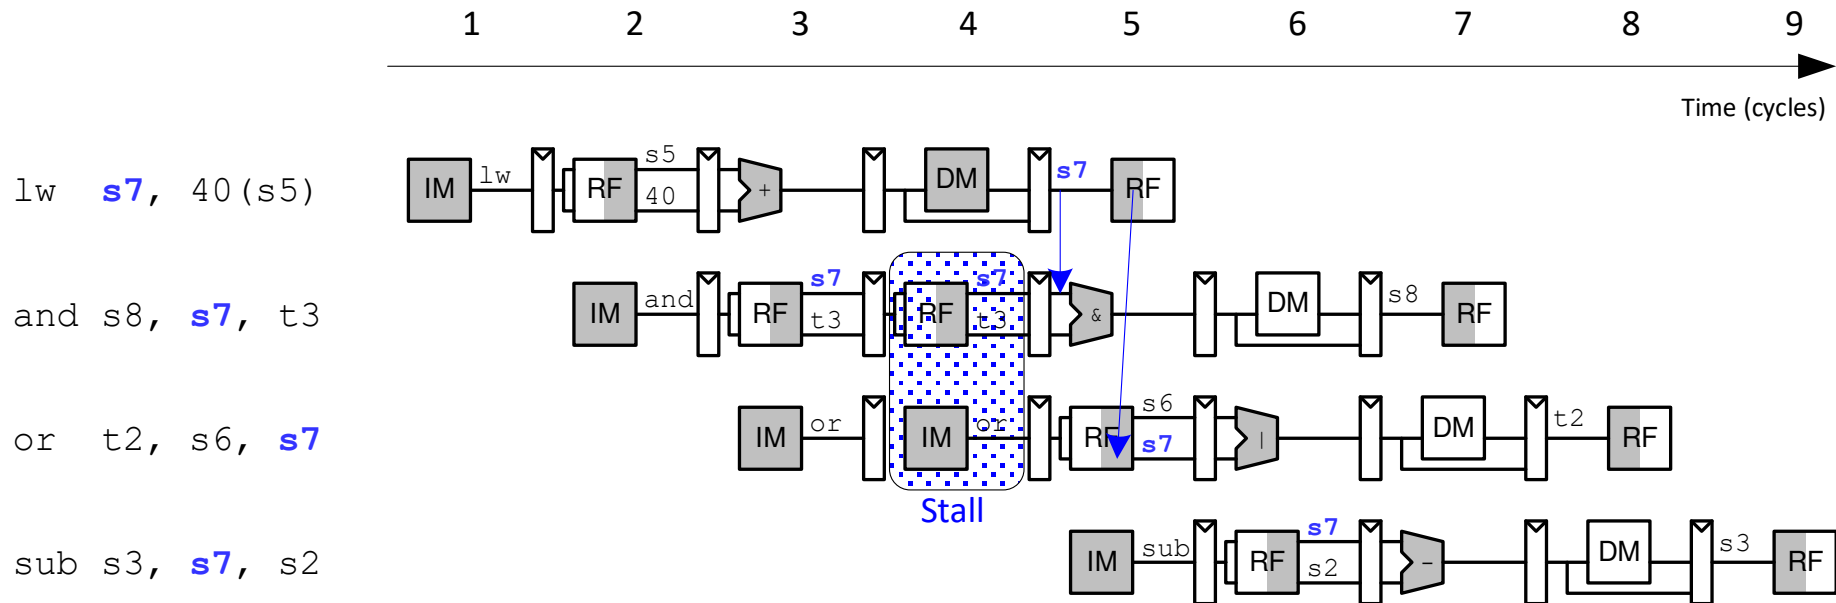 1 2 3 4 5 6 7 8 9
Time (cycles)
lw s7, 40(s5) IM lw RF s5 40 + DM s7 RF
and s8, s7, t3 IM and RF s7 t3 RF s7 t3 & DM s8 RF
or t2, s6, s7 IM or IM or RF s6 s7 | DM t2 RF
Stall
sub s3, s7, s2 IM sub RF s7 s2 - DM s3 RF